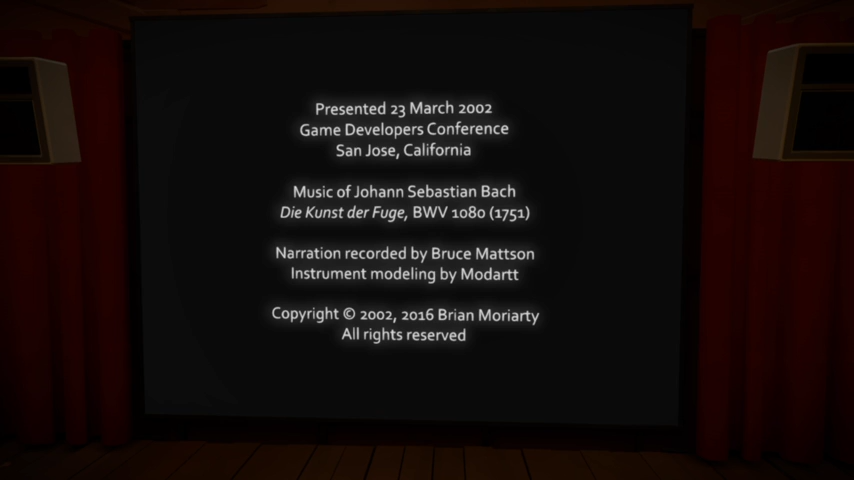 Presented 23 March 2002
Game Developers Conference
San Jose, California
Music of Johann Sebastian Bach
Die Kunst der Fuge, BWV 1080 (1751)
Narration recorded by Bruce Mattson
Instrument modeling by Modartt
Copyright © 2002, 2016 Brian Moriarty
All rights reserved